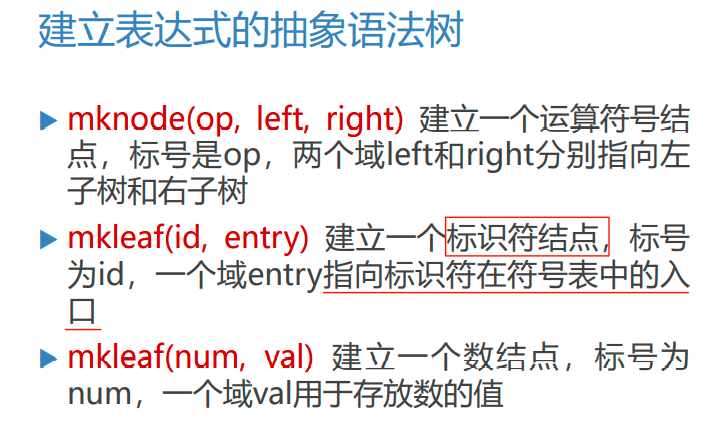 建立表达式的抽象语法树
mknode(op, left, right) 建立一个运算符号结
点，标号是op，两个域left和right分别指向左
子树和右子树
mkleaf(id, entry) 建立一个标识符结点，标号
为id，一个域entry指向标识符在符号表中的入
口
mkleaf(num, val) 建立一个数结点，标号为
num，一个域val用于存放数的值